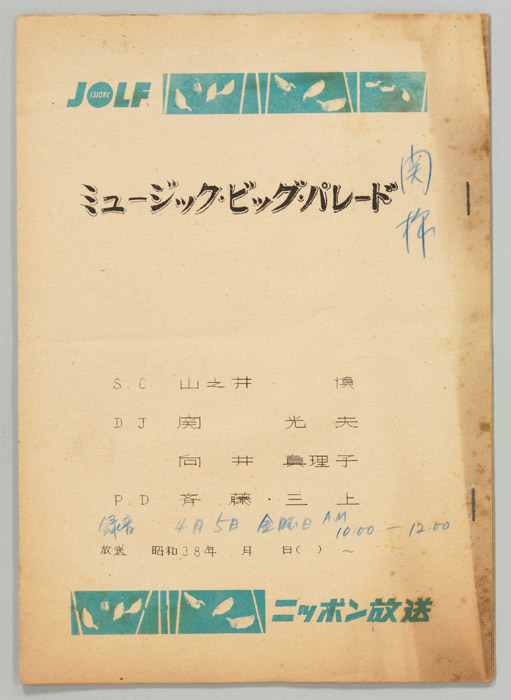 JOLF
1310KC
ミュージック・ビッグ・パレード
関
S.C 山之井 慎
D J 関 光夫
向井 真理子
P.D 斉藤・三上
録音 4月5日 金曜日 AM 10:00 — 12:00
放送 昭和38年 月 日( ) 〜
ニッポン放送